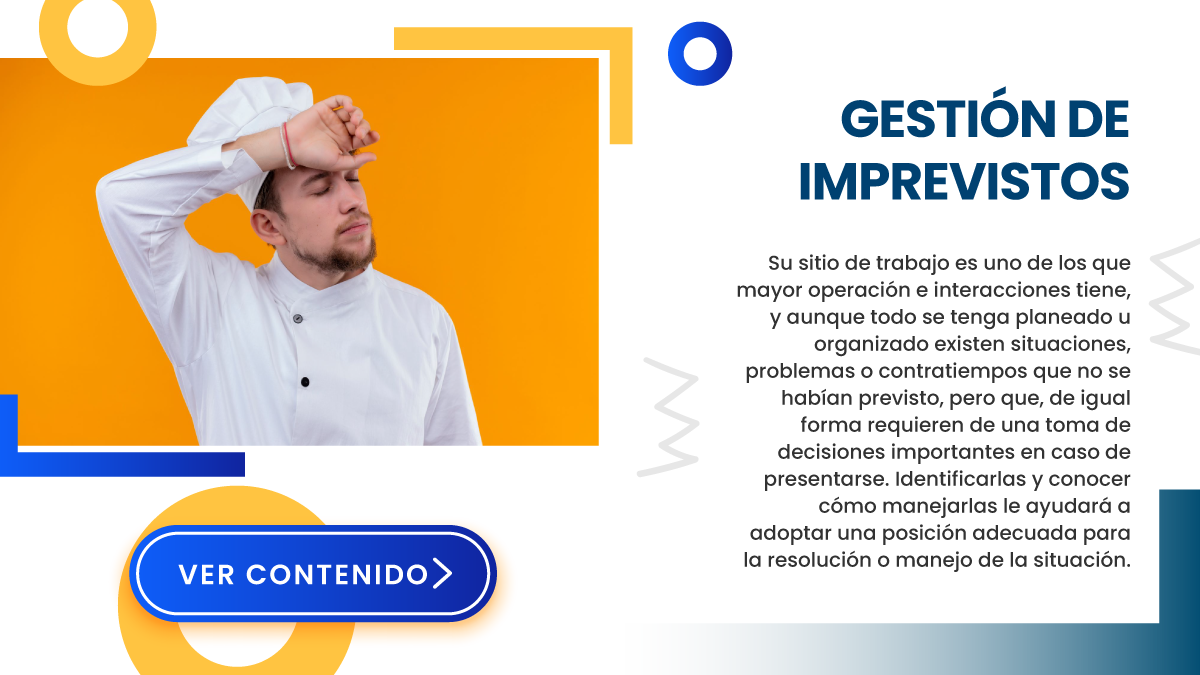 GESTIÓN DE
IMPREVISTOS
Su sitio de trabajo es uno de los que
mayor operación e interacciones tiene,
y aunque todo se tenga planeado u
organizado existen situaciones,
problemas o contratiempos que no se
habían previsto, pero que, de igual
forma requieren de una toma de
decisiones importantes en caso de
presentarse. Identificarlas y conocer
cómo manejarlas le ayudará a
adoptar una posición adecuada para
la resolución o manejo de la situación.
VER CONTENIDO